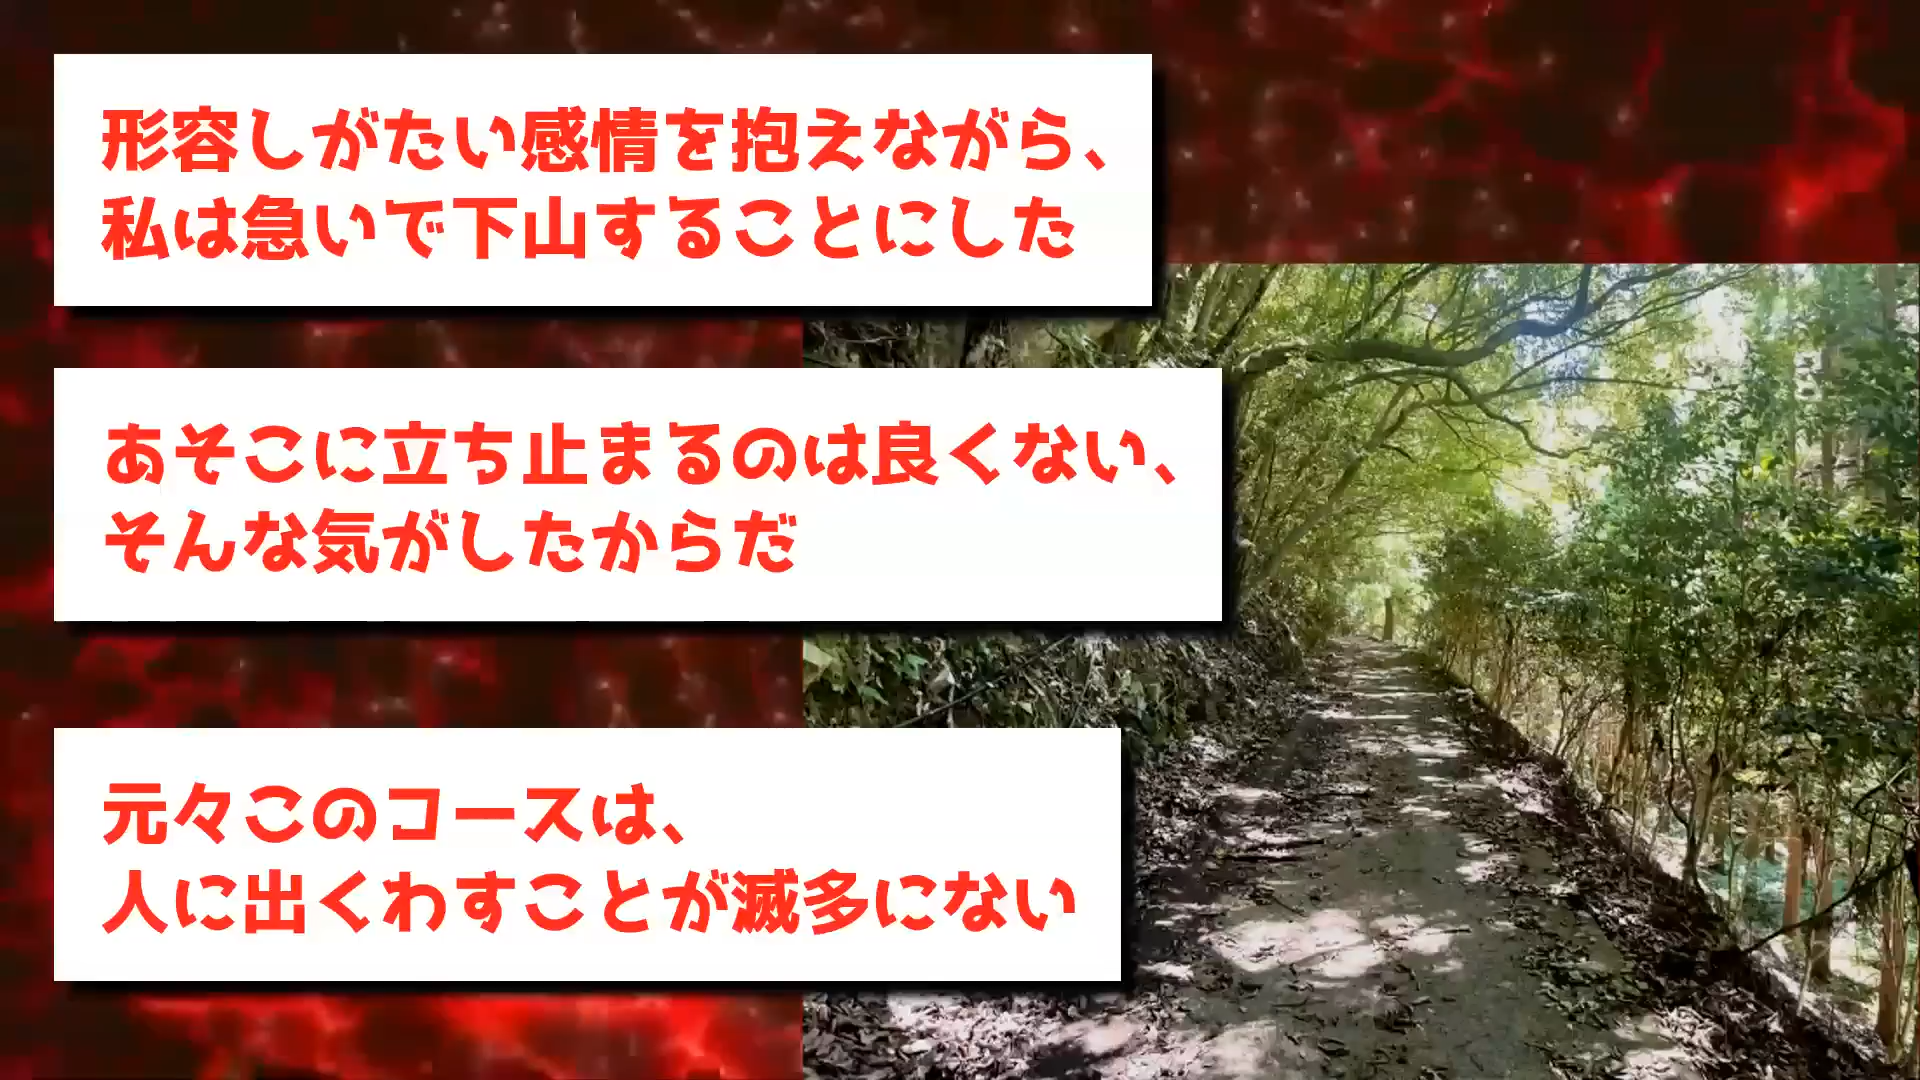 形容しがたい感情を抱えながら、
私は急いで下山することにした
あそこに立ち止まるのは良くない、
そんな気がしたからだ
元々このコースは、
人に出くわすことが滅多にない